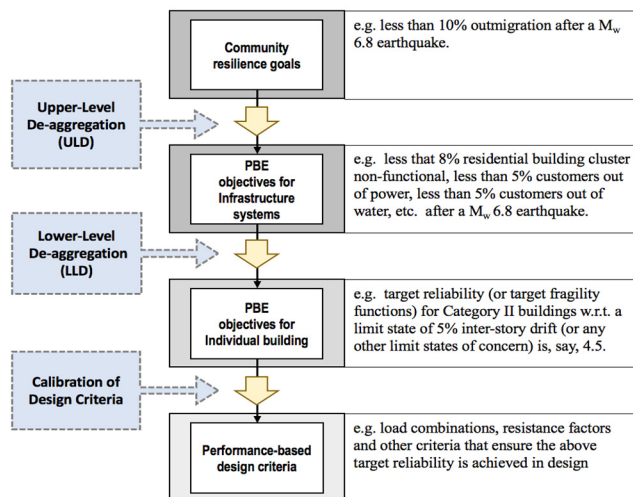 Community
resilience goals
e.g. less than 10% outmigration after a Mw
6.8 earthquake.
Upper-Level
De-aggregation
(ULD)
PBE
objectives for
Infrastructure
systems
e.g. less that 8% residential building cluster
non-functional, less than 5% customers out
of power, less than 5% customers out of
water, etc. after a Mw 6.8 earthquake.
Lower-Level
De-aggregation
(LLD)
PBE
objectives for
Individual building
e.g. target reliability (or target fragility
functions) for Category II buildings w.r.t. a
limit state of 5% inter-story drift (or any
other limit states of concern) is, say, 4.5.
Calibration of
Design Criteria
Performance-based
design criteria
e.g. load combinations, resistance factors
and other criteria that ensure the above
target reliability is achieved in design